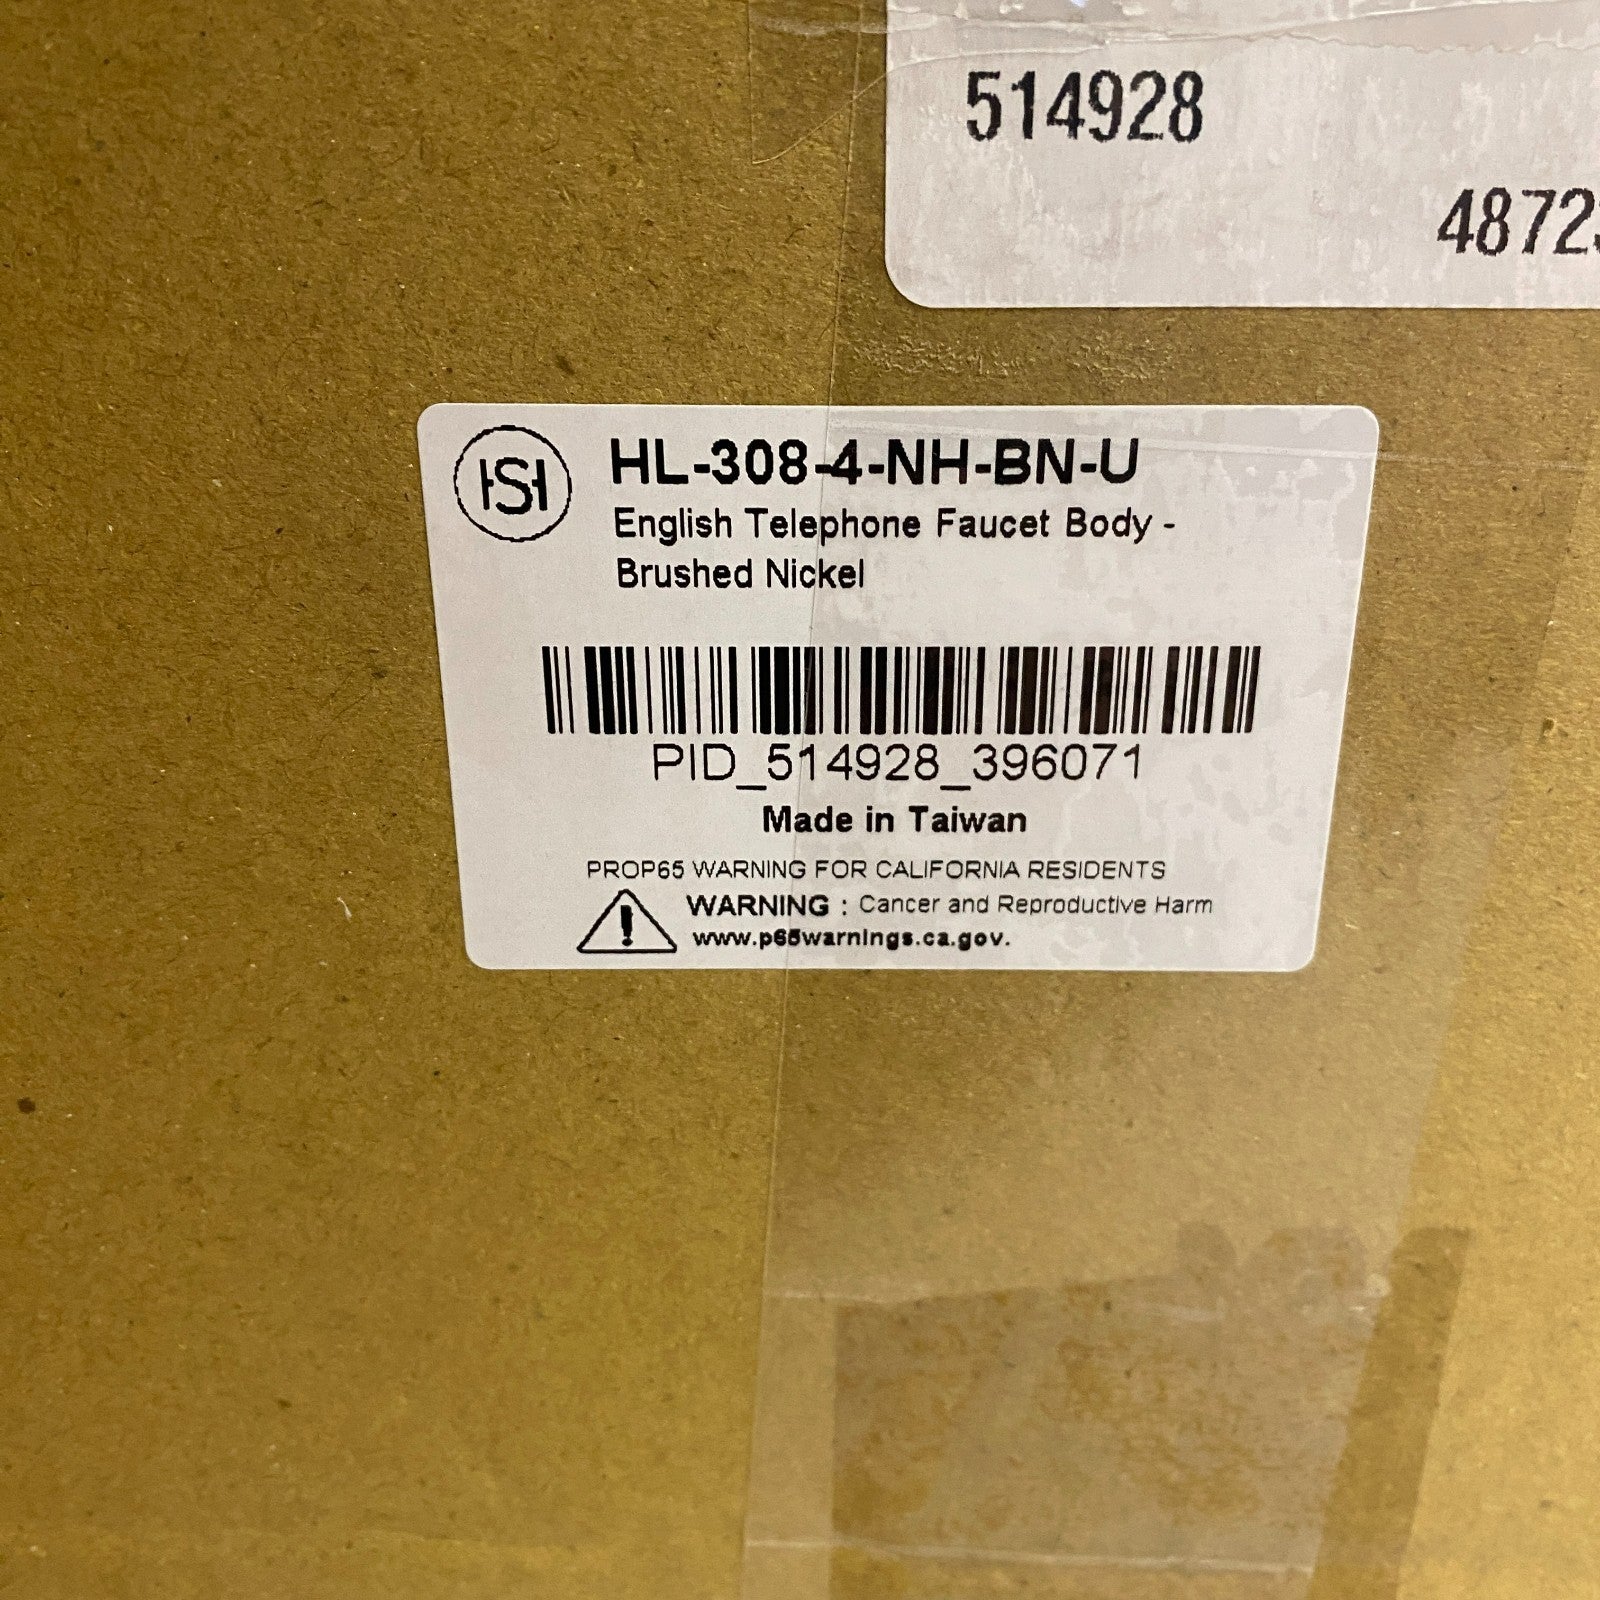 514928
4872
HSH
HL-308-4-NH-BN-U
English Telephone Faucet Body -
Brushed Nickel
PID_514928_396071
Made in Taiwan
PROP65 WARNING FOR CALIFORNIA RESIDENTS
WARNING : Cancer and Reproductive Harm
www.p65warnings.ca.gov.